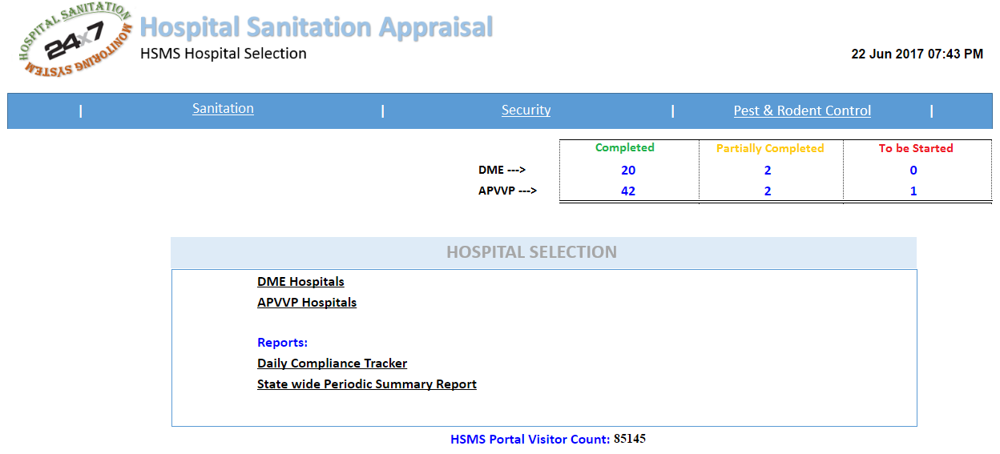 HOSPITAL SANITATION MONITORING SYSTEM
24x7
Hospital Sanitation Appraisal
HSMS Hospital Selection
22 Jun 2017 07:43 PM
| Sanitation | Security | Pest & Rodent Control |
Completed Partially Completed To be Started
DME ---> 20 2 0
APVVP ---> 42 2 1
HOSPITAL SELECTION
DME Hospitals
APVVP Hospitals
Reports:
Daily Compliance Tracker
State wide Periodic Summary Report
HSMS Portal Visitor Count: 85145